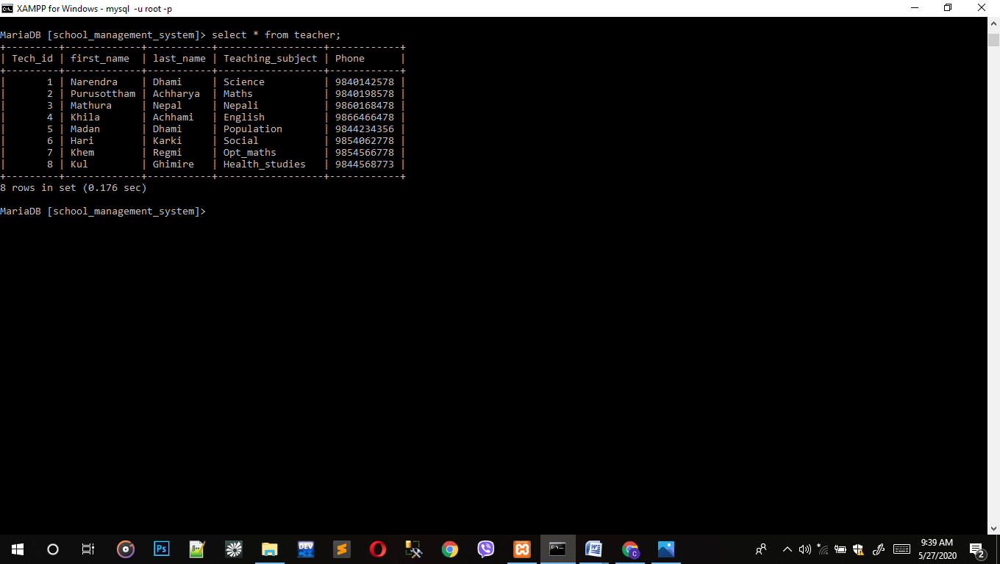 XAMPP for Windows - mysql  -u root -p
MariaDB [school_management_system]> select * from teacher;
+---------+-------------+-----------+------------------+------------+
| Tech_id | first_name  | last_name | Teaching_subject | Phone      |
+---------+-------------+-----------+------------------+------------+
|       1 | Narendra    | Dhami     | Science          | 9840142578 |
|       2 | Purusottham | Achharya  | Maths            | 9840198578 |
|       3 | Mathura     | Nepal     | Nepali           | 9860168478 |
|       4 | Khila       | Achhami   | English          | 9866466478 |
|       5 | Madan       | Dhami     | Population       | 9844234356 |
|       6 | Hari        | Karki     | Social           | 9854062778 |
|       7 | Khem        | Regmi     | Opt_maths        | 9854566778 |
|       8 | Kul         | Ghimire   | Health_studies   | 9844568773 |
+---------+-------------+-----------+------------------+------------+
8 rows in set (0.176 sec)
MariaDB [school_management_system]>
Ps
DEV
W
C
9:39 AM
5/27/2020
2